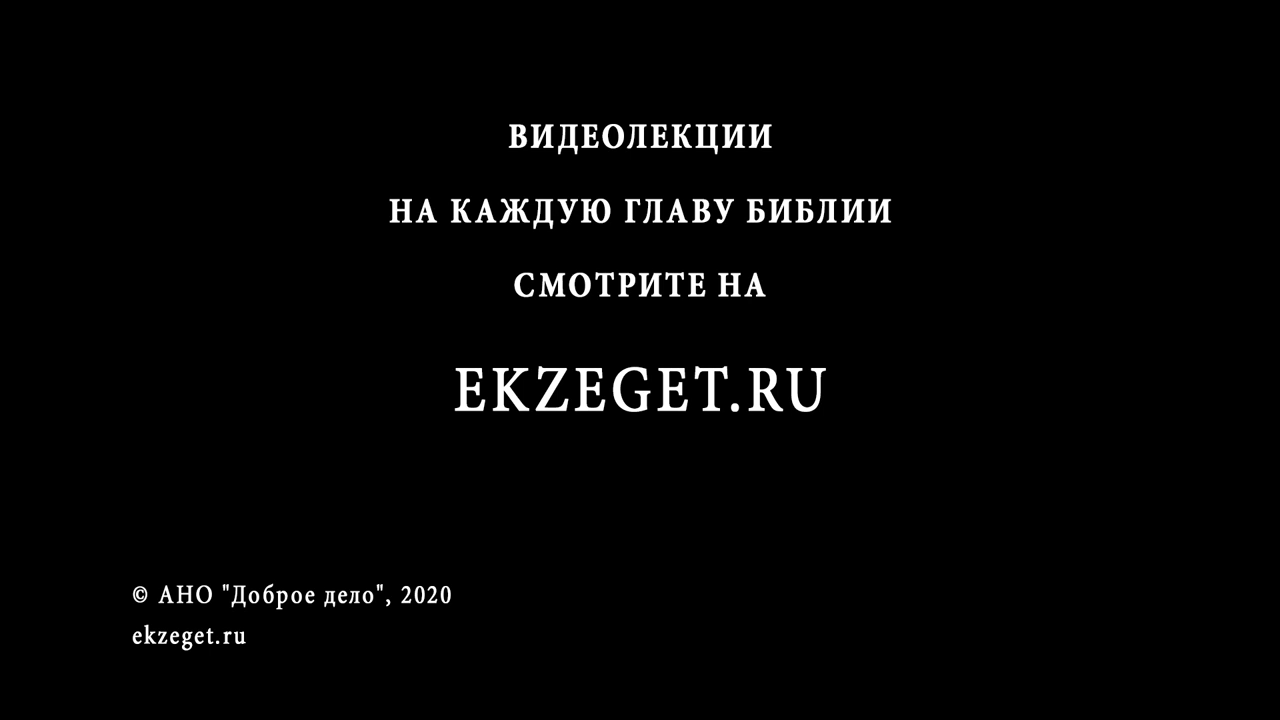 ВИДЕОЛЕКЦИИ
НА КАЖДУЮ ГЛАВУ БИБЛИИ
СМОТРИТЕ НА
EKZEGET.RU
© АНО "Доброе дело", 2020
ekzeget.ru